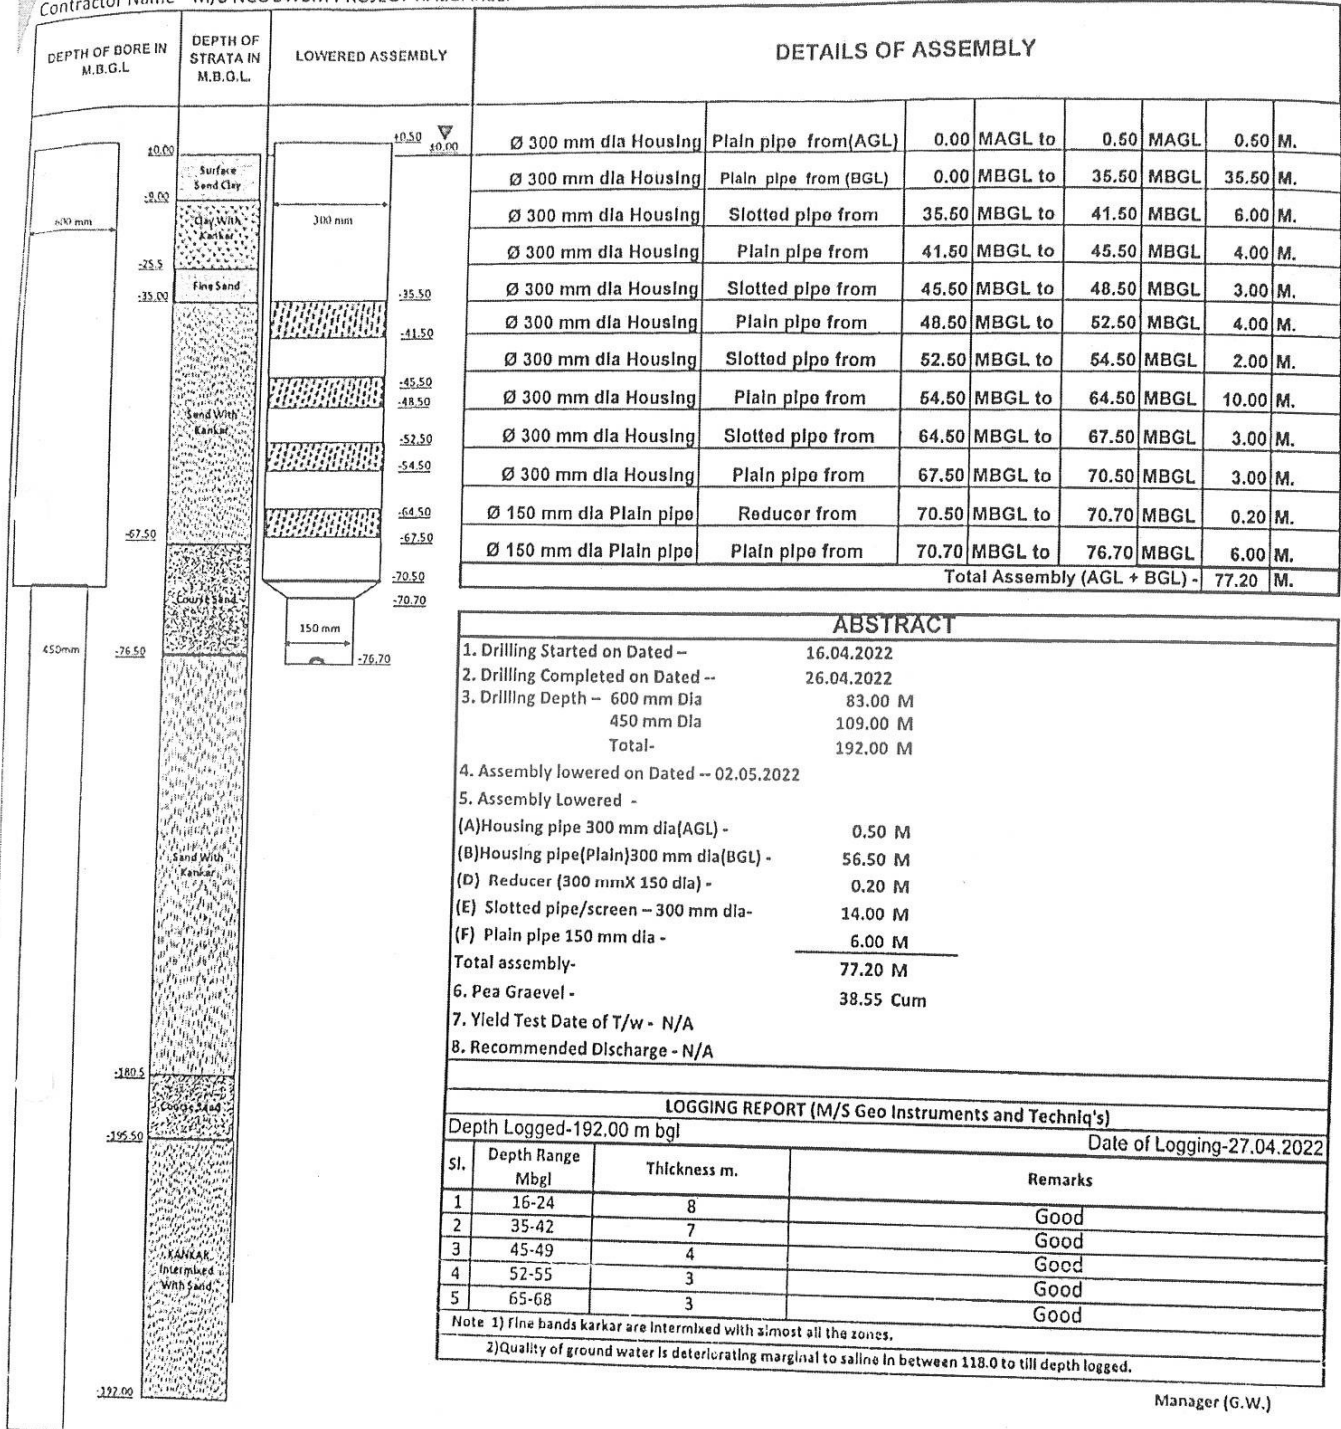 Contractor Name
DEPTH OF BORE IN
M.B.G.L
DEPTH OF
STRATA IN
M.B.G.L.
LOWERED ASSEMBLY
DETAILS OF ASSEMBLY
±0.00
Surface
Sand Clay
-9.00
600 mm
Clay With
Kankar
-25.5
Fine Sand
-35.00
Sand With
Kankar
-67.50
Course Sand
450mm
-76.50
Sand With
Kankar
-180.5
Course Sand
-195.50
KANKAR
Intermixed
With Sand
-192.00
+0.50
±0.00
300 mm
-35.50
-41.50
-45.50
-48.50
-52.50
-54.50
-64.50
-67.50
-70.50
-70.70
150 mm
-76.70
Ø 300 mm dia Housing Plain pipe from(AGL) 0.00 MAGL to 0.50 MAGL 0.50 M.
Ø 300 mm dia Housing Plain pipe from (BGL) 0.00 MBGL to 35.50 MBGL 35.50 M.
Ø 300 mm dia Housing Slotted pipe from 35.50 MBGL to 41.50 MBGL 6.00 M.
Ø 300 mm dia Housing Plain pipe from 41.50 MBGL to 45.50 MBGL 4.00 M.
Ø 300 mm dia Housing Slotted pipe from 45.50 MBGL to 48.50 MBGL 3.00 M.
Ø 300 mm dia Housing Plain pipe from 48.50 MBGL to 52.50 MBGL 4.00 M.
Ø 300 mm dia Housing Slotted pipe from 52.50 MBGL to 54.50 MBGL 2.00 M.
Ø 300 mm dia Housing Plain pipe from 54.50 MBGL to 64.50 MBGL 10.00 M.
Ø 300 mm dia Housing Slotted pipe from 64.50 MBGL to 67.50 MBGL 3.00 M.
Ø 300 mm dia Housing Plain pipe from 67.50 MBGL to 70.50 MBGL 3.00 M.
Ø 150 mm dia Plain pipe Reducer from 70.50 MBGL to 70.70 MBGL 0.20 M.
Ø 150 mm dia Plain pipe Plain pipe from 70.70 MBGL to 76.70 MBGL 6.00 M.
Total Assembly (AGL + BGL) - 77.20 M.
ABSTRACT
1. Drilling Started on Dated -- 16.04.2022
2. Drilling Completed on Dated -- 26.04.2022
3. Drilling Depth -- 600 mm Dia 83.00 M
450 mm Dia 109.00 M
Total- 192.00 M
4. Assembly lowered on Dated -- 02.05.2022
5. Assembly Lowered -
(A)Housing pipe 300 mm dia(AGL) - 0.50 M
(B)Housing pipe(Plain)300 mm dia(BGL) - 56.50 M
(D) Reducer (300 mmX 150 dia) - 0.20 M
(E) Slotted pipe/screen -- 300 mm dia- 14.00 M
(F) Plain pipe 150 mm dia - 6.00 M
Total assembly- 77.20 M
6. Pea Graevel - 38.55 Cum
7. Yield Test Date of T/w - N/A
8. Recommended Discharge - N/A
LOGGING REPORT (M/S Geo Instruments and Techniq's)
Depth Logged-192.00 m bgl Date of Logging-27.04.2022
Sl. Depth Range Mbgl Thickness m. Remarks
1 16-24 8 Good
2 35-42 7 Good
3 45-49 4 Good
4 52-55 3 Good
5 65-68 3 Good
Note 1) Fine bands karkar are intermixed with almost all the zones.
2)Quality of ground water is deteriorating marginal to saline in between 118.0 to till depth logged.
Manager (G.W.)